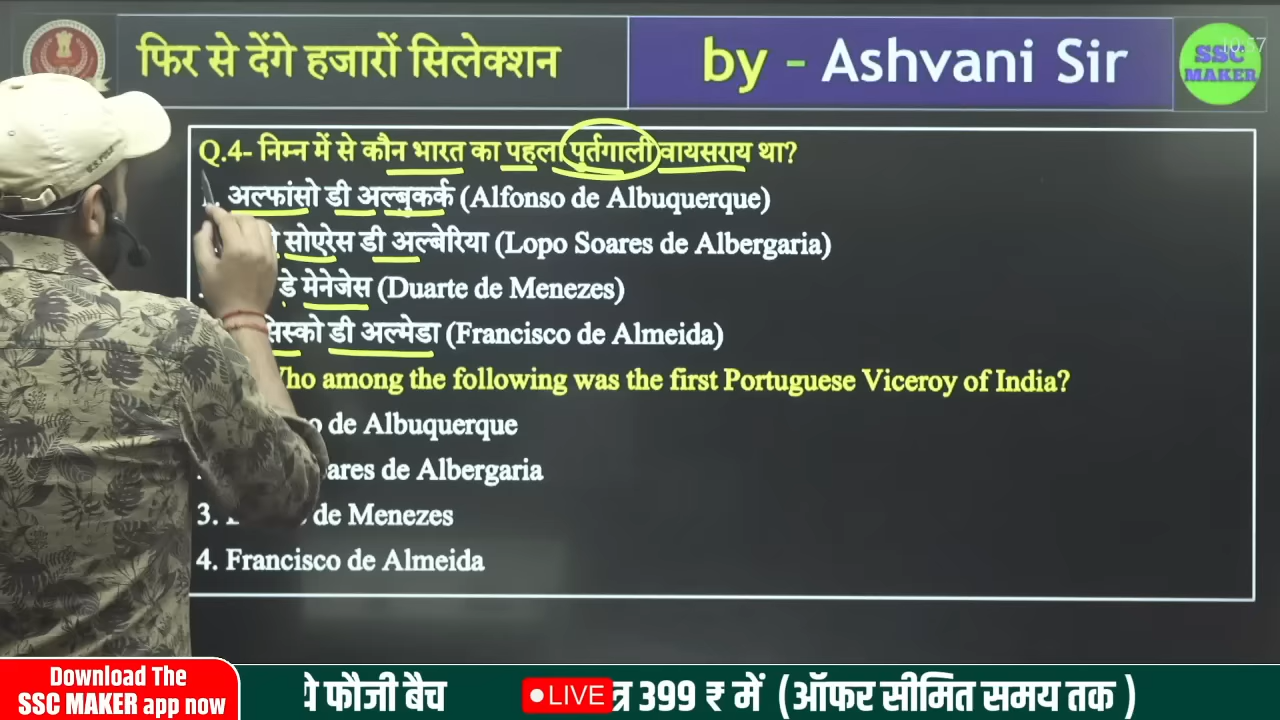 फिर से देंगे हजारों सिलेक्शन
by - Ashvani Sir
10:57
SSC
MAKER
Q.4- निम्न में से कौन भारत का पहला पुर्तगाली वायसराय था?
1. अल्फांसो डी अल्बुकर्क (Alfonso de Albuquerque)
सोएरेस डी अल्बेरिया (Lopo Soares de Albergaria)
डे मेनेजेस (Duarte de Menezes)
सिस्को डी अल्मेडा (Francisco de Almeida)
Who among the following was the first Portuguese Viceroy of India?
de Albuquerque
de Albergaria
3. de Menezes
4. Francisco de Almeida
Download The
SSC MAKER app now
फौजी बैच
LIVE
399 ₹ में (ऑफर सीमित समय तक )